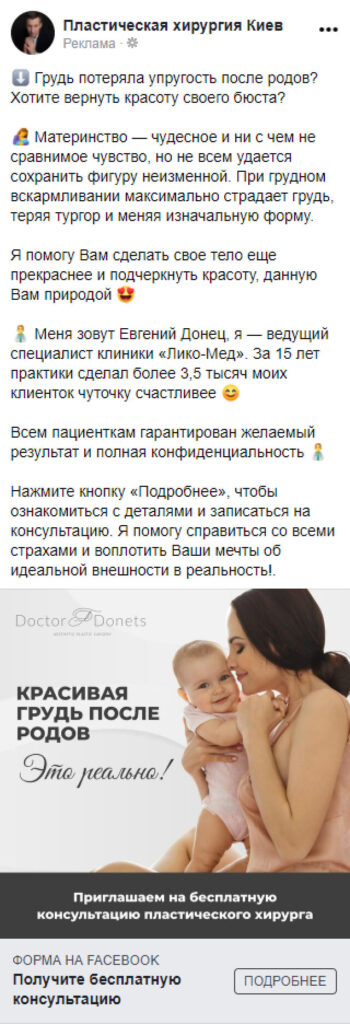 Пластическая хирургия Киев
Реклама ·
Грудь потеряла упругость после родов?
Хотите вернуть красоту своего бюста?
Материнство — чудесное и ни с чем не
сравнимое чувство, но не всем удается
сохранить фигуру неизменной. При грудном
вскармливании максимально страдает грудь,
теряя тургор и меняя изначальную форму.
Я помогу Вам сделать свое тело еще
прекраснее и подчеркнуть красоту, данную
Вам природой
Меня зовут Евгений Донец, я — ведущий
специалист клиники «Лико-Мед». За 15 лет
практики сделал более 3,5 тысяч моих
клиенток чуточку счастливее
Всем пациенткам гарантирован желаемый
результат и полная конфиденциальность
Нажмите кнопку «Подробнее», чтобы
ознакомиться с деталями и записаться на
консультацию. Я помогу справиться со всеми
страхами и воплотить Ваши мечты об
идеальной внешности в реальность!.
Doctor Donets
КРАСИВАЯ
ГРУДЬ ПОСЛЕ
РОДОВ
Это реально!
Приглашаем на бесплатную
консультацию пластического хирурга
ФОРМА НА FACEBOOK
Получите бесплатную
консультацию
ПОДРОБНЕЕ